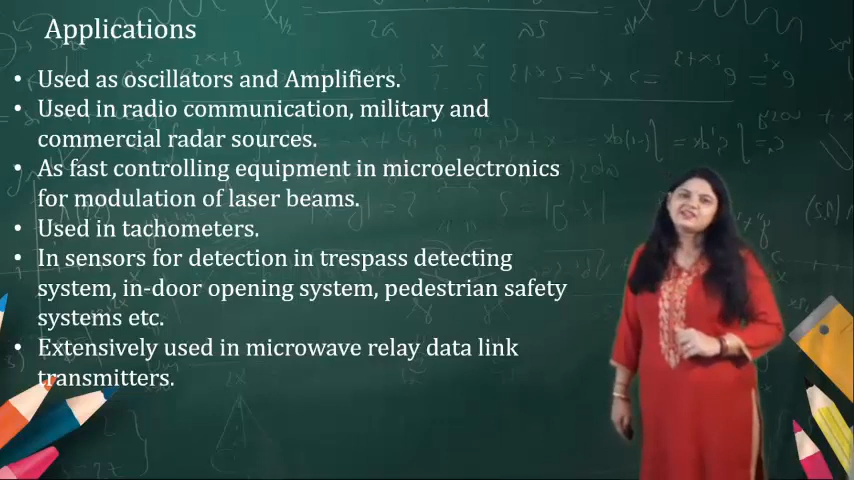 Applications
• Used as oscillators and Amplifiers.
• Used in radio communication, military and
commercial radar sources.
• As fast controlling equipment in microelectronics
for modulation of laser beams.
• Used in tachometers.
• In sensors for detection in trespass detecting
system, in-door opening system, pedestrian safety
systems etc.
• Extensively used in microwave relay data link
transmitters.